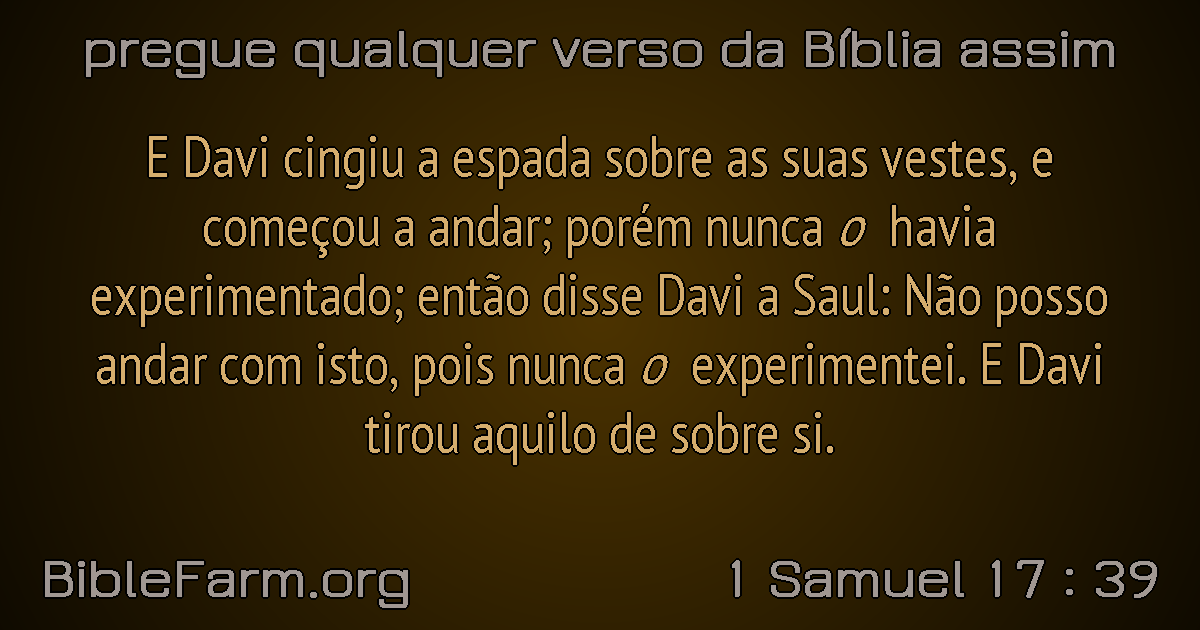 pregue qualquer verso da Bíblia assim
E Davi cingiu a espada sobre as suas vestes, e
começou a andar; porém nunca o havia
experimentado; então disse Davi a Saul: Não posso
andar com isto, pois nunca o experimentei. E Davi
tirou aquilo de sobre si.
BibleFarm.org
1 Samuel 17 : 39